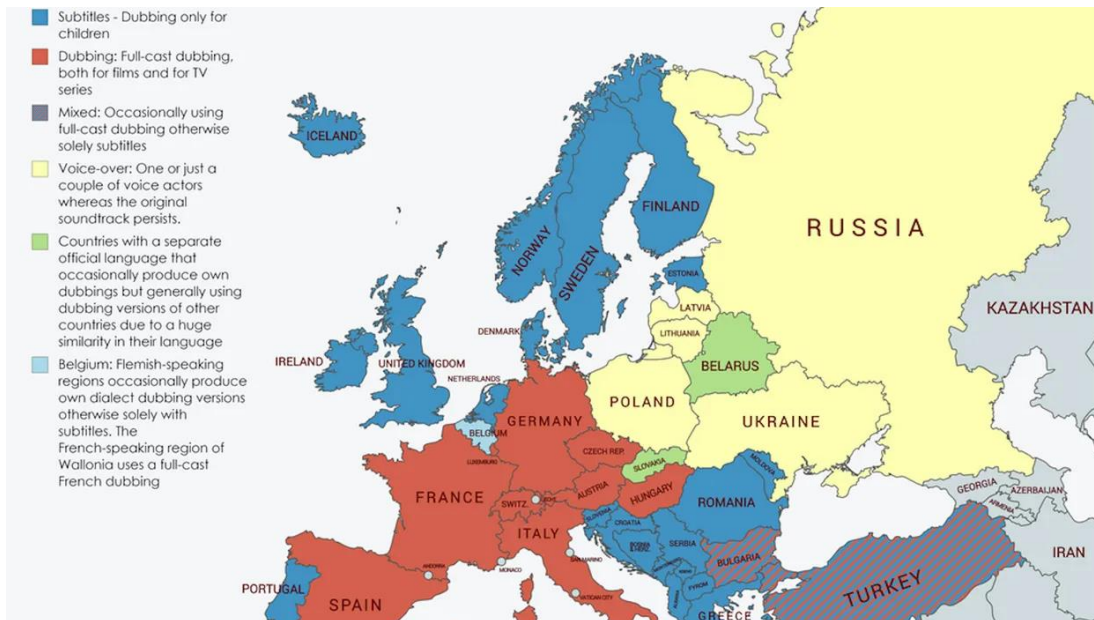 Subtitles - Dubbing only for
children
Dubbing: Full-cast dubbing,
both for films and for TV
series
Mixed: Occasionally using
full-cast dubbing otherwise
solely subtitles
Voice-over: One or just a
couple of voice actors
whereas the original
soundtrack persists.
Countries with a separate
official language that
occasionally produce own
dubbings but generally using
dubbing versions of other
countries due to a huge
similarity in their language
Belgium: Flemish-speaking
regions occasionally produce
own dialect dubbing versions
otherwise solely with
subtitles. The
French-speaking region of
Wallonia uses a full-cast
French dubbing
ICELAND
NORWAY
SWEDEN
FINLAND
RUSSIA
ESTONIA
LATVIA
LITHUANIA
KAZAKHSTAN
DENMARK
IRELAND
UNITED KINGDOM
NETHERLANDS
BELARUS
POLAND
UKRAINE
GERMANY
BELGIUM
LUXEMBURG
CZECH REP.
SLOVAKIA
MOLDOVA
FRANCE
SWITZ.
AUSTRIA
HUNGARY
ROMANIA
GEORGIA
AZERBAIJAN
ARMENIA
SLOVENIA
CROATIA
ITALY
SERBIA
BULGARIA
IRAN
SAN MARINO
MONACO
ANDORRA
FYROM
TURKEY
PORTUGAL
SPAIN
VATICAN CITY
GREECE